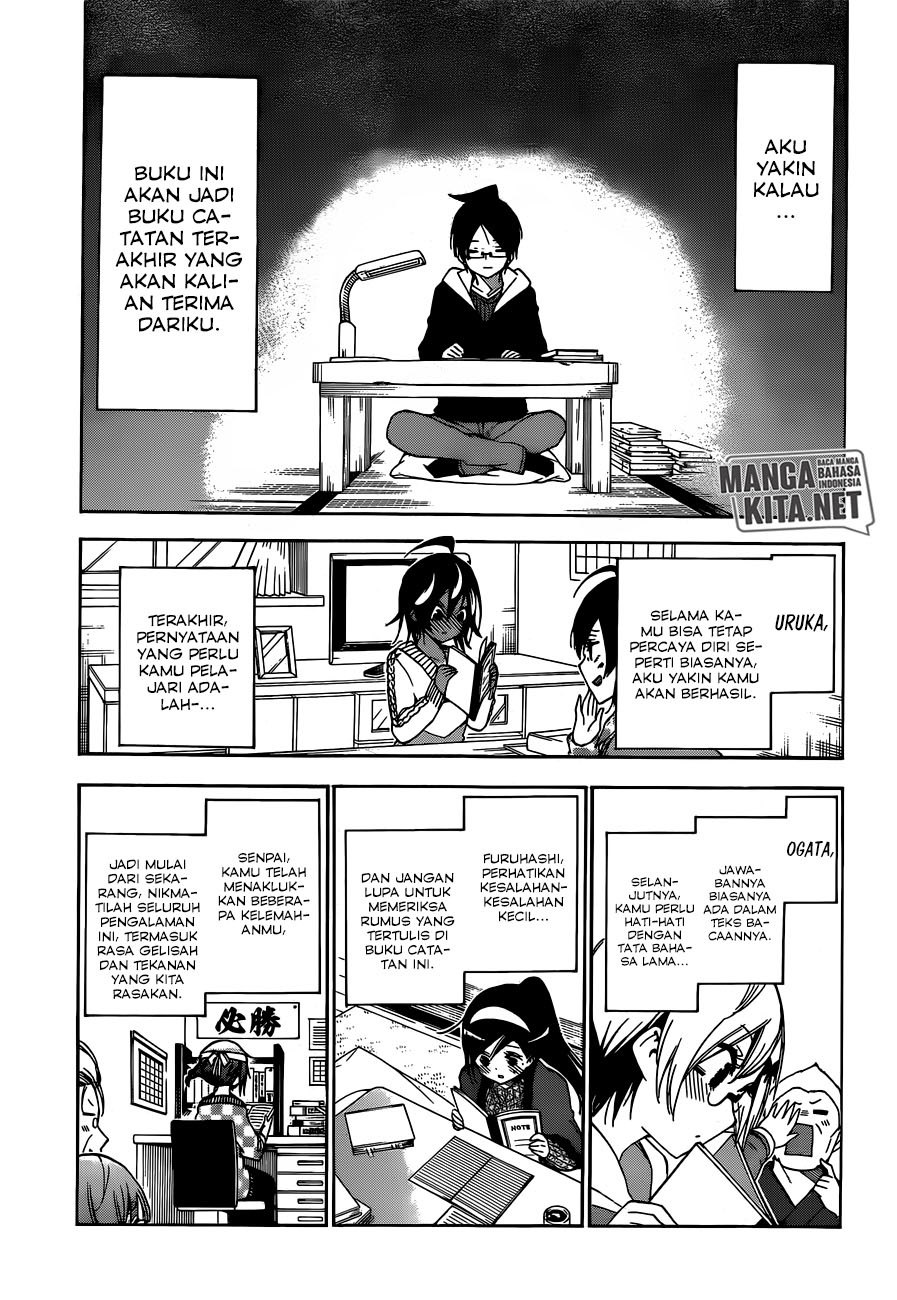 AKU
YAKIN
KALAU
...
BUKU INI
AKAN JADI
BUKU CA-
TATAN TER-
AKHIR YANG
AKAN KALI-
AN TERIMA
DARIKU.
MANGA
KITA.NET
BACA MANGA
BAHASA
INDONESIA
URUKA,
SELAMA KA-
MU BISA TETAP
PERCAYA DIRI SE-
PERTI BIASANYA,
AKU YAKIN KAMU
AKAN BERHASIL.
TERAKHIR,
PERNYATAAN
YANG PERLU
KAMU PELA-
JARI ADA-
LAH-...
OGATA,
JAWA-
BANNYA
BIASANYA
ADA DALAM
TEKS BA-
CAANNYA.
SELAN-
JUTNYA,
KAMU PERLU
HATI-HATI
DENGAN
TATA BAHA-
SA LAMA...
FURUHASHI,
PERHATIKAN
KESALAHAN-
KESALAHAN
KECIL...
DAN JANGAN
LUPA UNTUK
MEMERIKSA
RUMUS YANG
TERTULIS DI
BUKU CATA-
TAN INI.
NOTE
SENPAI,
KAMU TELAH
MENAKLUK-
KAN BEBERA-
PA KELEMAH-
ANMU,
JADI MULAI
DARI SEKA-
RANG, NIKMA-
TILAH SELURUH
PENGALAMAN
INI, TERMASUK
RASA GELISAH
DAN TEKANAN
YANG KITA
RASAKAN.
必勝